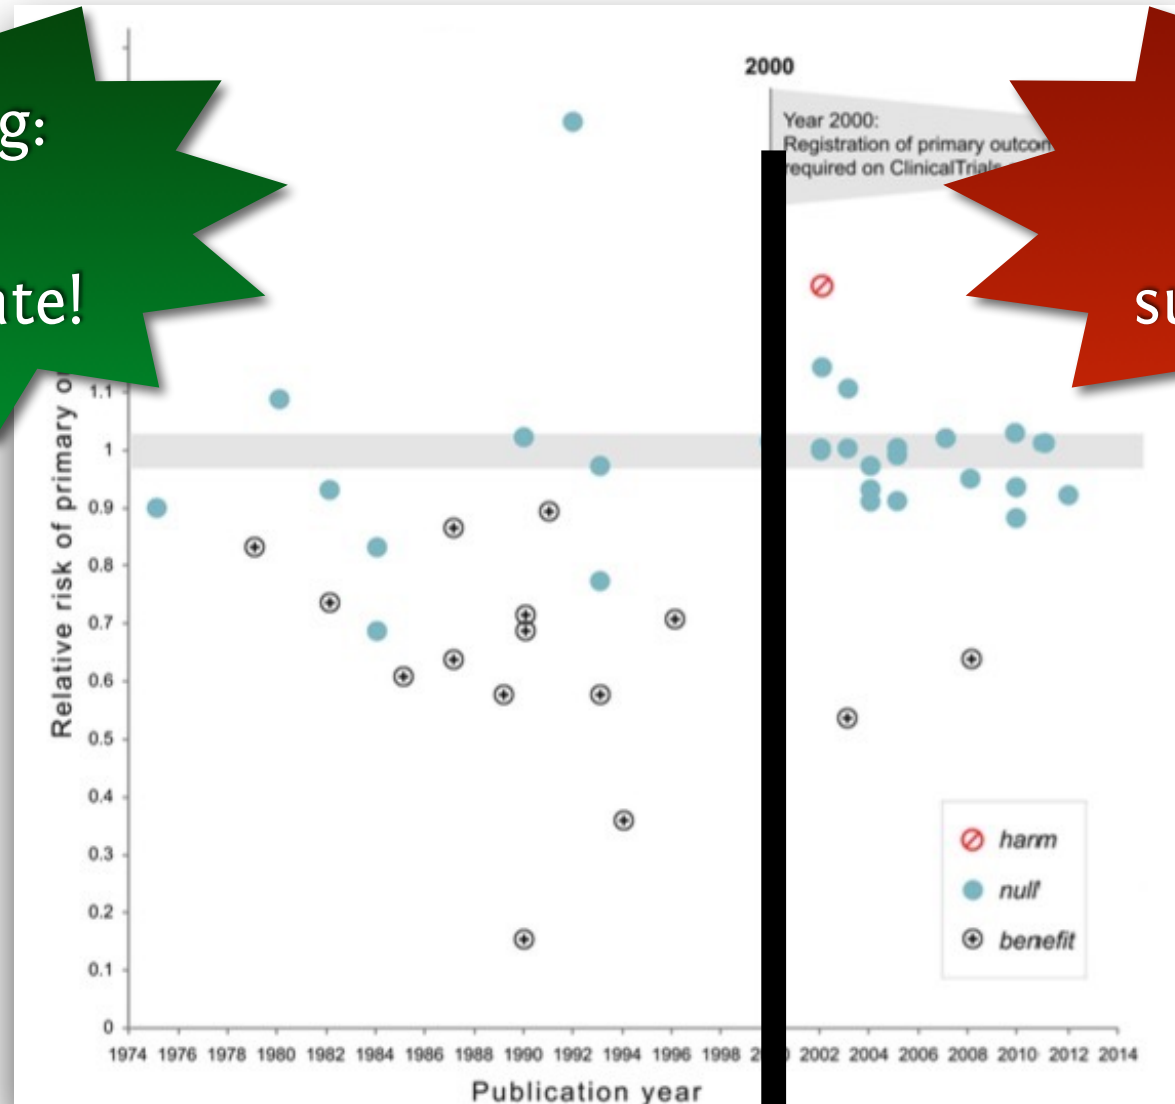 g:
ate!
su
2000
Year 2000:
Registration of primary outcom
required on ClinicalTrials
Relative risk of primary o
1.1
1
0.9
0.8
0.7
0.6
0.5
0.4
0.3
0.2
0.1
0
harm
null
benefit
1974 1976 1978 1980 1982 1984 1986 1988 1990 1992 1994 1996 1998 2002 2004 2006 2008 2010 2012 2014
Publication year